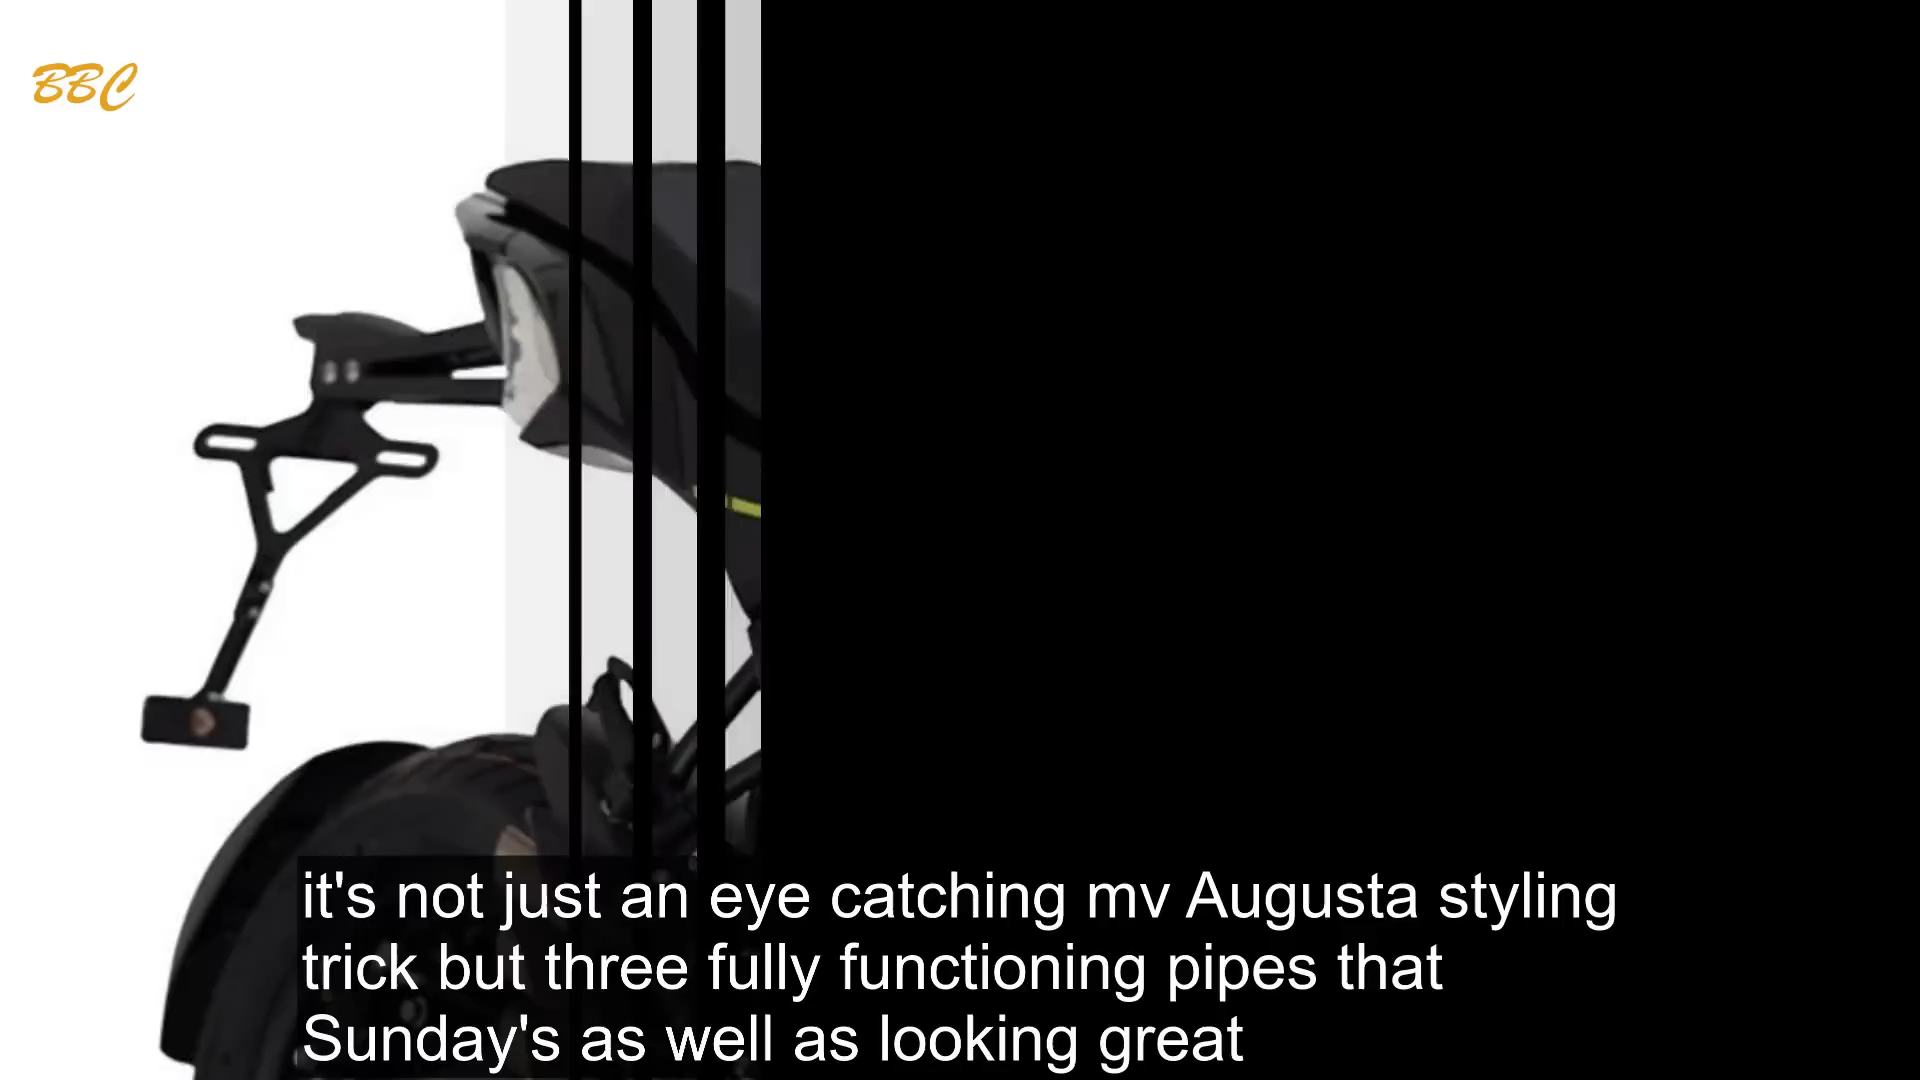 BBC
it's not just an eye catching mv Augusta styling
trick but three fully functioning pipes that
Sunday's as well as looking great